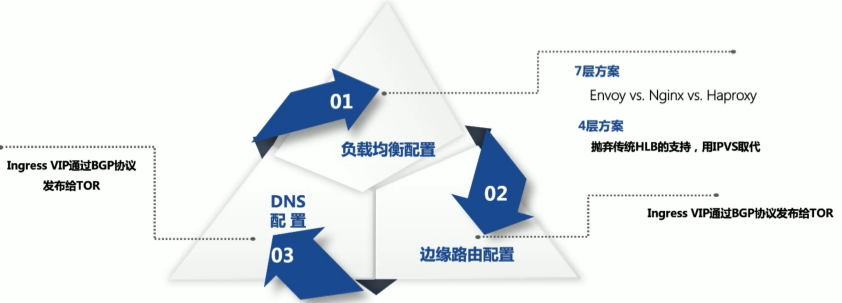 01
负载均衡配置
7层方案
Envoy vs. Nginx vs. Haproxy
4层方案
抛弃传统HLB的支持，用IPVS取代
02
边缘路由配置
Ingress VIP通过BGP协议发布给TOR
03
DNS
配 置
Ingress VIP通过BGP协议
发布给TOR